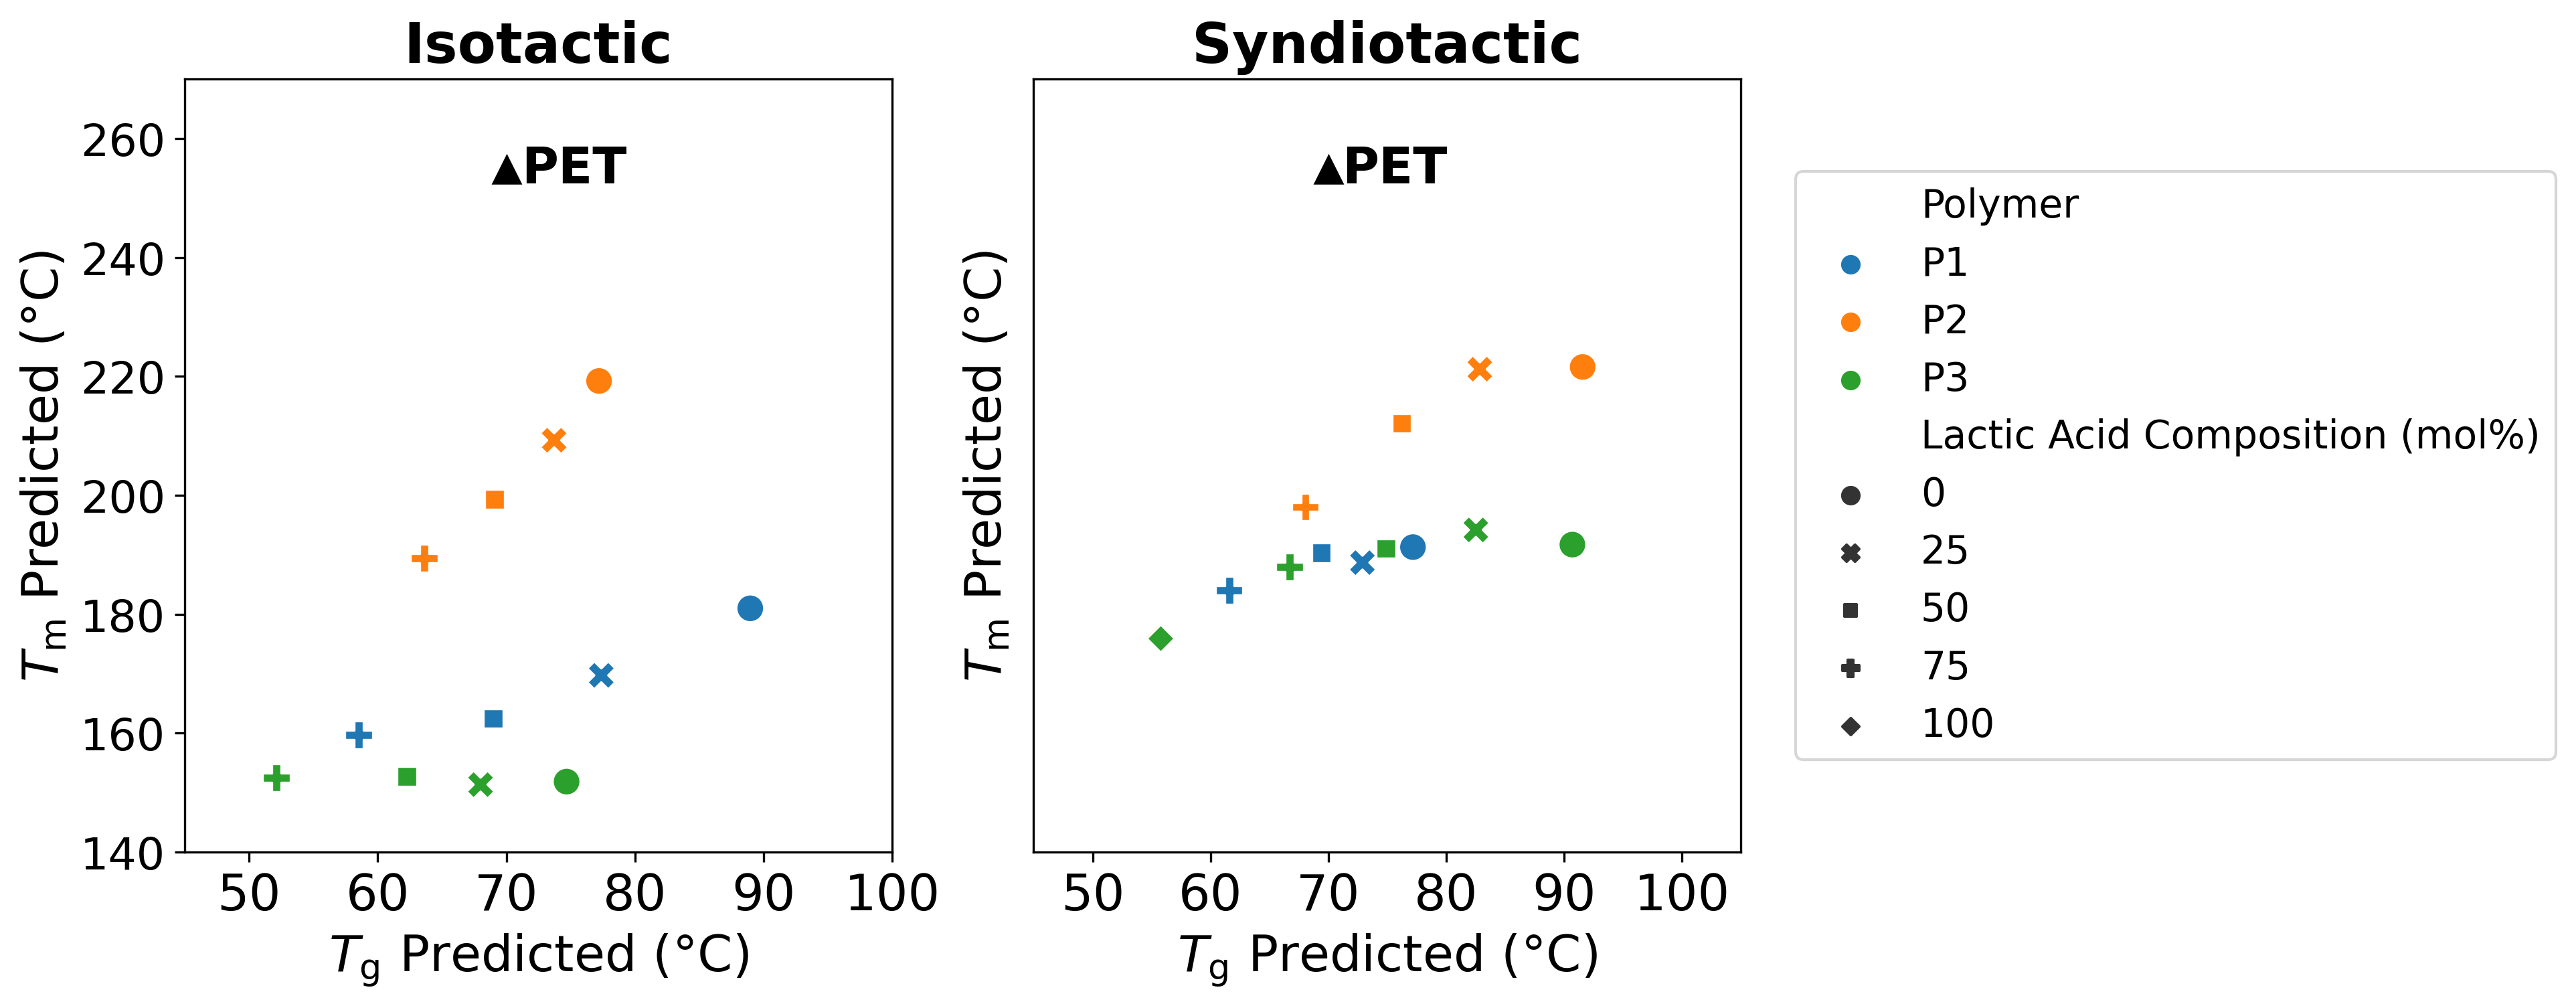 Isotactic
Syndiotactic
260
240
220
200
180
160
140
Tm Predicted (°C)
▲PET
50 60 70 80 90 100
Tg Predicted (°C)
Tm Predicted (°C)
▲PET
50 60 70 80 90 100
Tg Predicted (°C)
Polymer
P1
P2
P3
Lactic Acid Composition (mol%)
0
25
50
75
100